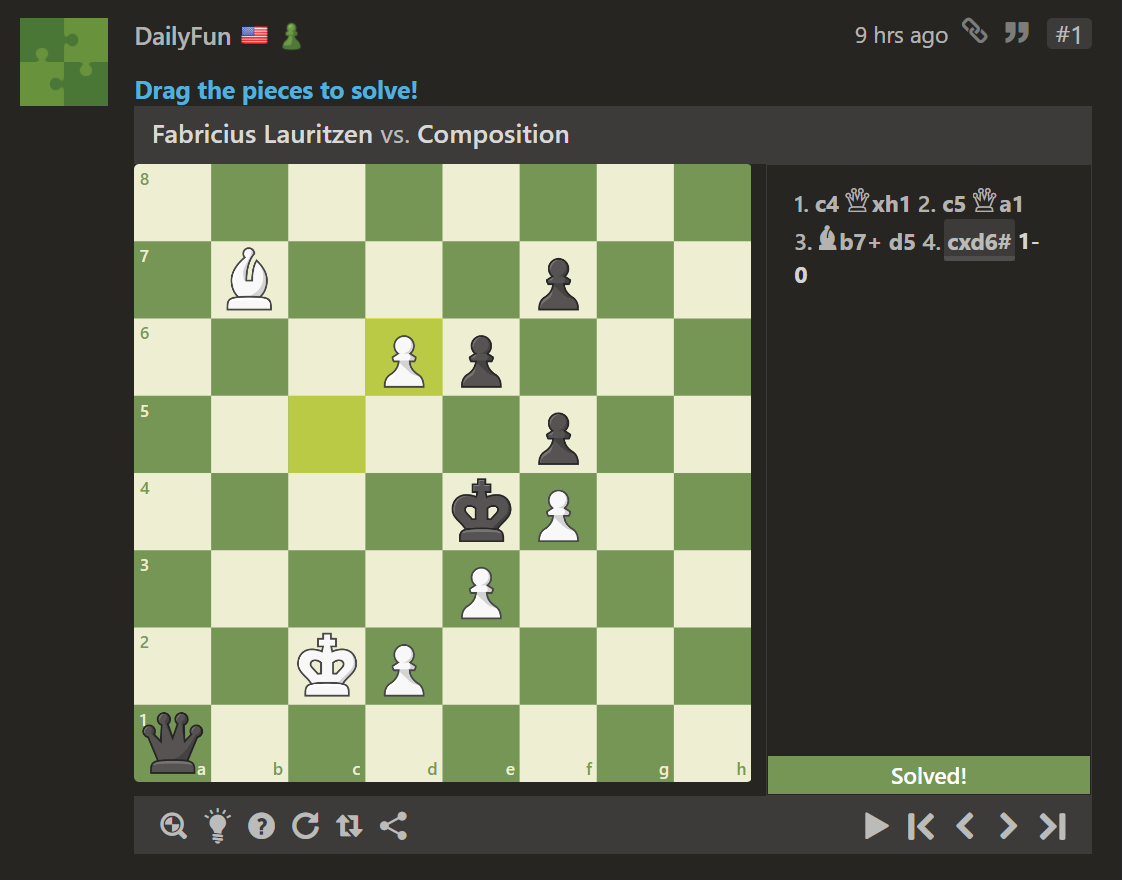 DailyFun
9 hrs ago #1
Drag the pieces to solve!
Fabricius Lauritzen vs. Composition
8
7
6
5
4
3
2
1
a b c d e f g h
1. c4 ♕xh1 2. c5 ♕a1
3. ♝b7+ d5 4. cxd6# 1-
0
Solved!